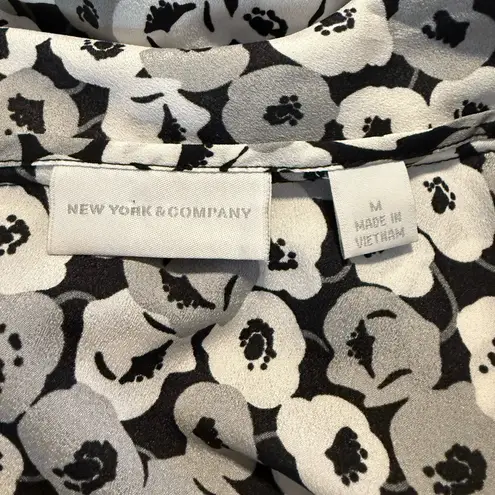 NEW YORK & COMPANY
M
MADE IN
VIETNAM